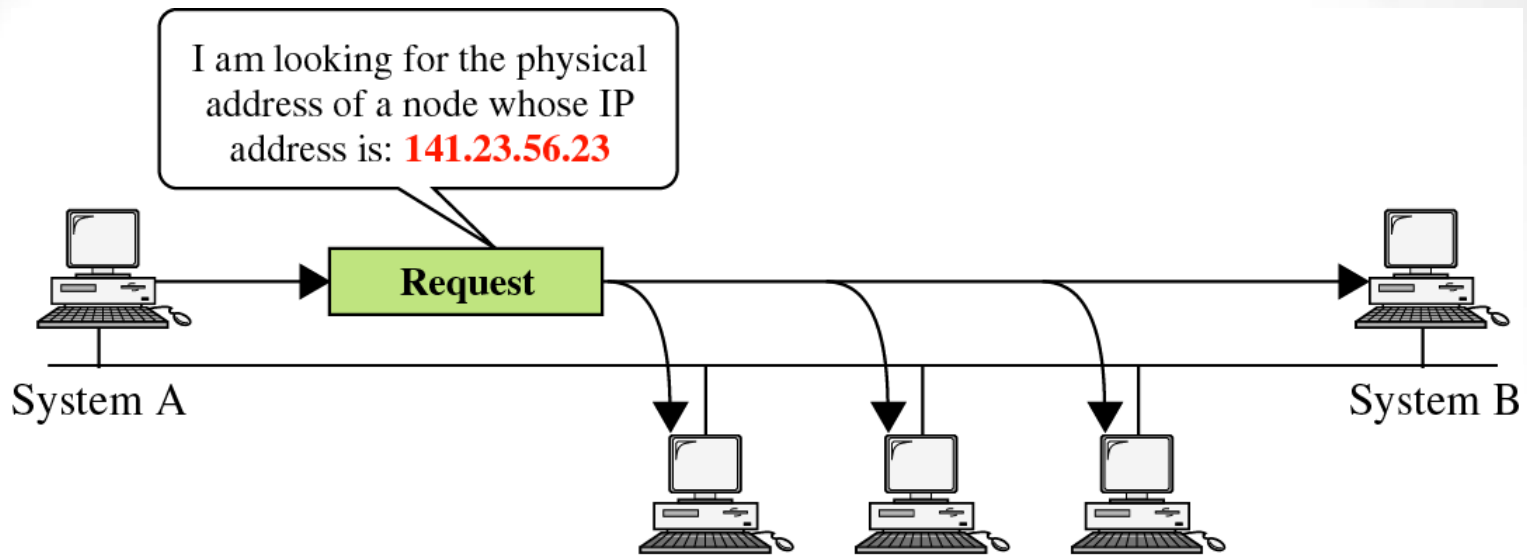 I am looking for the physical
address of a node whose IP
address is: 141.23.56.23
Request
System A
System B